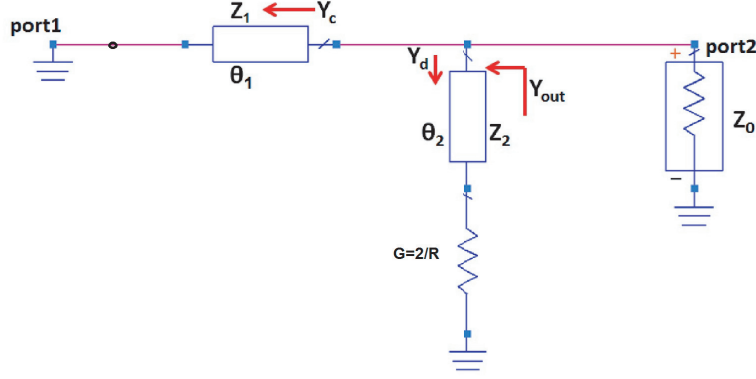 port1
Z1
Yc
θ1
Yd
Yout
θ2
Z2
G=2/R
+
port2
Z0
−